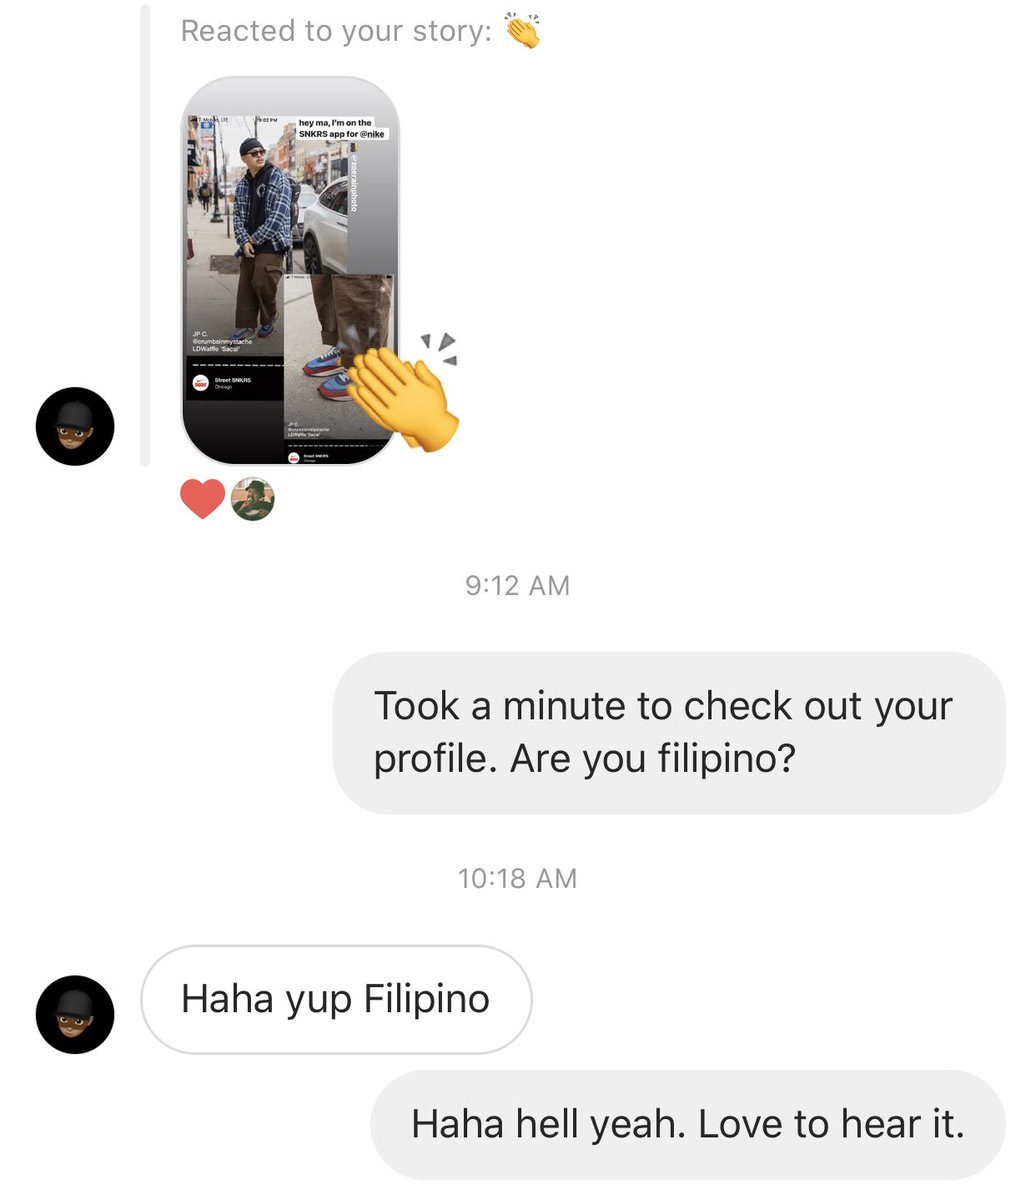 Reacted to your story: 👏
T-Mobile LTE 9:02 PM
hey ma, I'm on the
SNKRS app for @nike
@zoerainphoto
JP C.
@crumbsinmystache
LDWaffle 'Sacai'
Street SNKRS
Chicago
JP C.
@crumbsinmystache
LDWaffle 'Sacai'
Street SNKRS
Chicago
9:12 AM
Took a minute to check out your
profile. Are you filipino?
10:18 AM
Haha yup Filipino
Haha hell yeah. Love to hear it.